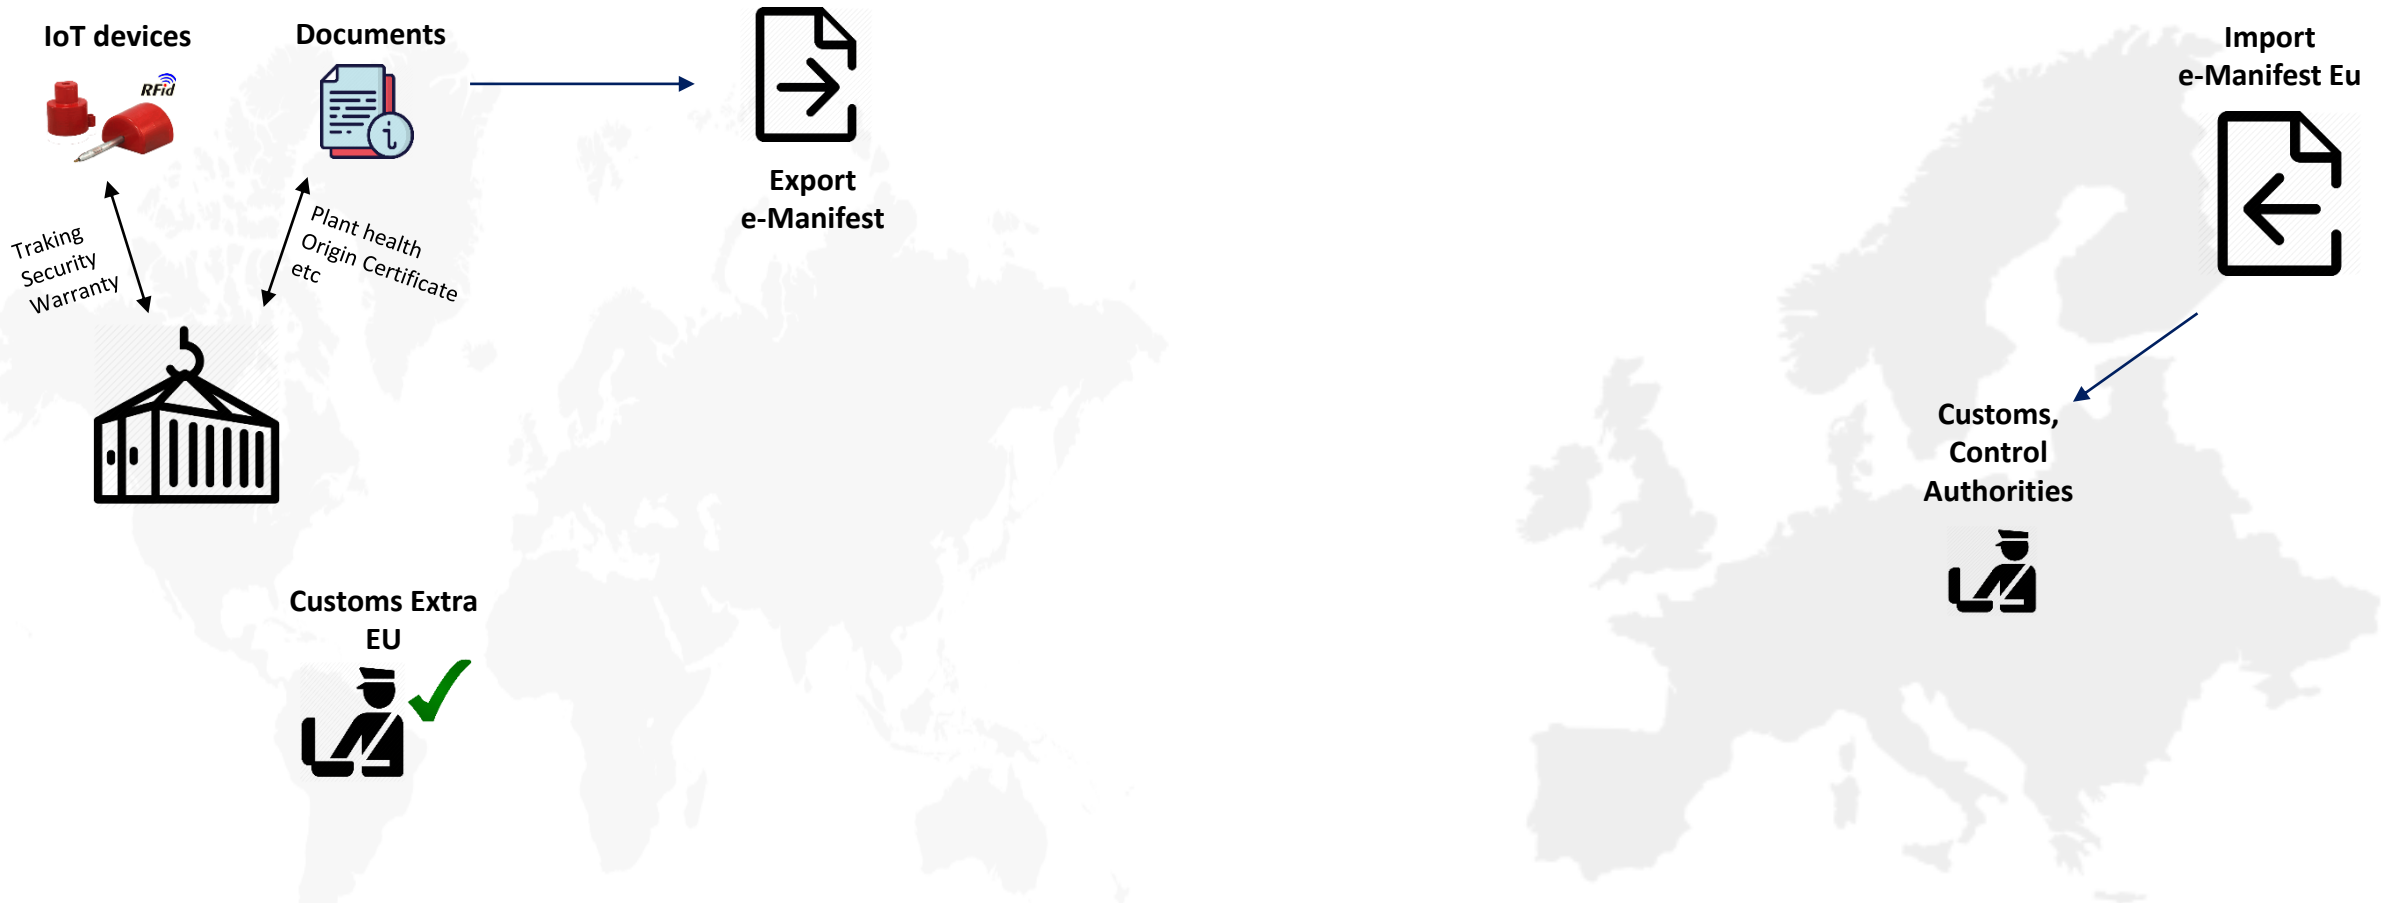 IoT devices
RFid
Documents
Traking
Security
Warranty
Plant health
Origin Certificate
etc
Export
e-Manifest
Customs Extra
EU
Import
e-Manifest Eu
Customs,
Control
Authorities